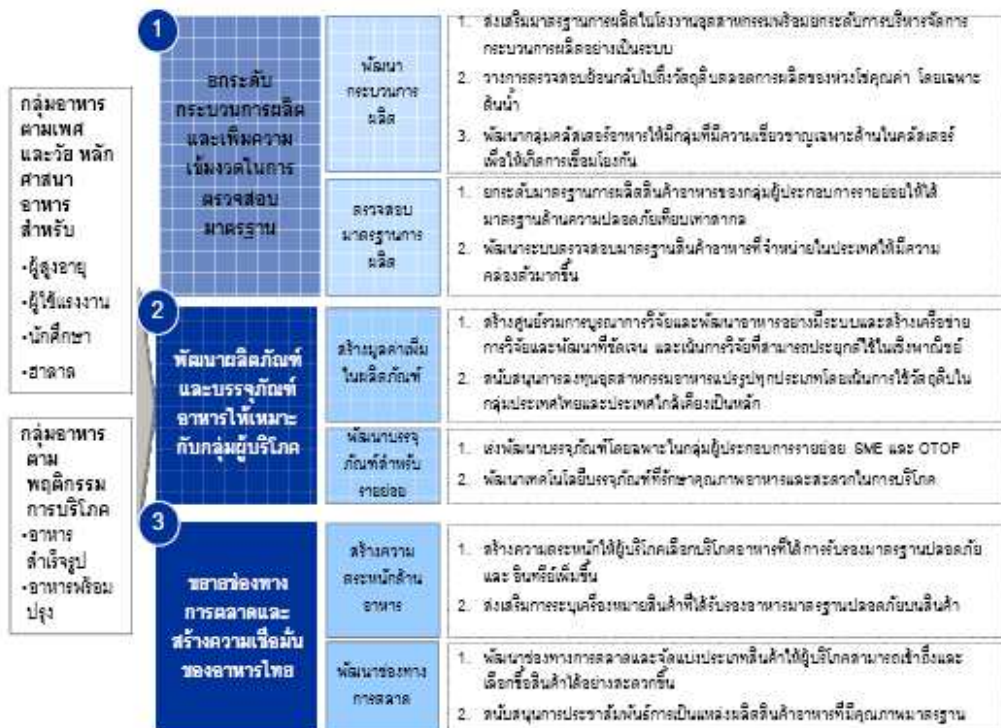 กลุ่มอาหาร
ตามเพศ
และวัย หลัก
ศาสนา
อาหาร
สำหรับ
•ผู้สูงอายุ
•ผู้ใช้แรงงาน
•นักศึกษา
•ฮาลาล
กลุ่มอาหาร
ตาม
พฤติกรรม
การบริโภค
•อาหาร
สำเร็จรูป
•อาหารพร้อม
ปรุง
1
ยกระดับ
กระบวนการผลิต
และเพิ่มความ
เข้มงวดในการ
ตรวจสอบ
มาตรฐาน
พัฒนา
กระบวนการ
ผลิต
1. ส่งเสริมมาตรฐานการผลิตในโรงงานอุตสาหกรรมพร้อมยกระดับการบริหารจัดการ
กระบวนการผลิตอย่างเป็นระบบ
2. วางการตรวจสอบย้อนกลับไปถึงวัตถุดิบตลอดการผลิตของห่วงโซ่คุณค่า โดยเฉพาะ
ต้นน้ำ
3. พัฒนากลุ่มคลัสเตอร์อาหารให้มีกลุ่มที่มีความเชี่ยวชาญเฉพาะด้านในคลัสเตอร์
เพื่อให้เกิดการเชื่อมโยงกัน
ตรวจสอบ
มาตรฐานการ
ผลิต
1. ยกระดับมาตรฐานการผลิตสินค้าอาหารของกลุ่มผู้ประกอบการรายย่อยให้ได้
มาตรฐานด้านความปลอดภัยเทียบเท่าสากล
2. พัฒนาระบบตรวจสอบมาตรฐานสินค้าอาหารที่จำหน่ายในประเทศให้มีความ
คล่องตัวมากขึ้น
2
พัฒนาผลิตภัณฑ์
และบรรจุภัณฑ์
อาหารให้เหมาะ
กับกลุ่มผู้บริโภค
สร้างมูลค่าเพิ่ม
ในผลิตภัณฑ์
1. สร้างศูนย์รวมการบูรณาการวิจัยและพัฒนาอาหารอย่างมีระบบและสร้างเครือข่าย
การวิจัยและพัฒนาที่ชัดเจน และเน้นการวิจัยที่สามารถประยุกต์ใช้ในเชิงพาณิชย์
2. สนับสนุนการลงทุนอุตสาหกรรมอาหารแปรรูปทุกประเภทโดยเน้นการใช้วัตถุดิบใน
กลุ่มประเทศไทยและประเทศใกล้เคียงเป็นหลัก
พัฒนาบรรจุ
ภัณฑ์สำหรับ
รายย่อย
1. เร่งพัฒนาบรรจุภัณฑ์โดยเฉพาะในกลุ่มผู้ประกอบการรายย่อย SME และ OTOP
2. พัฒนาเทคโนโลยีบรรจุภัณฑ์ที่รักษาคุณภาพอาหารและสะดวกในการบริโภค
3
ขยายช่องทาง
การตลาดและ
สร้างความเชื่อมั่น
ของอาหารไทย
สร้างความ
ตระหนักด้าน
อาหาร
1. สร้างความตระหนักให้ผู้บริโภคเลือกบริโภคอาหารที่ได้การรับรองมาตรฐานปลอดภัย
และ อินทรีย์เพิ่มขึ้น
2. ส่งเสริมการระบุเครื่องหมายสินค้าที่ได้รับรองอาหารมาตรฐานปลอดภัยบนสินค้า
พัฒนาช่องทาง
การตลาด
1. พัฒนาช่องทางการตลาดและจัดแบ่งประเภทสินค้าให้ผู้บริโภคสามารถเข้าถึงและ
เลือกซื้อสินค้าได้อย่างสะดวกขึ้น
2. สนับสนุนการประชาสัมพันธ์การเป็นแหล่งผลิตสินค้าอาหารที่มีคุณภาพมาตรฐาน